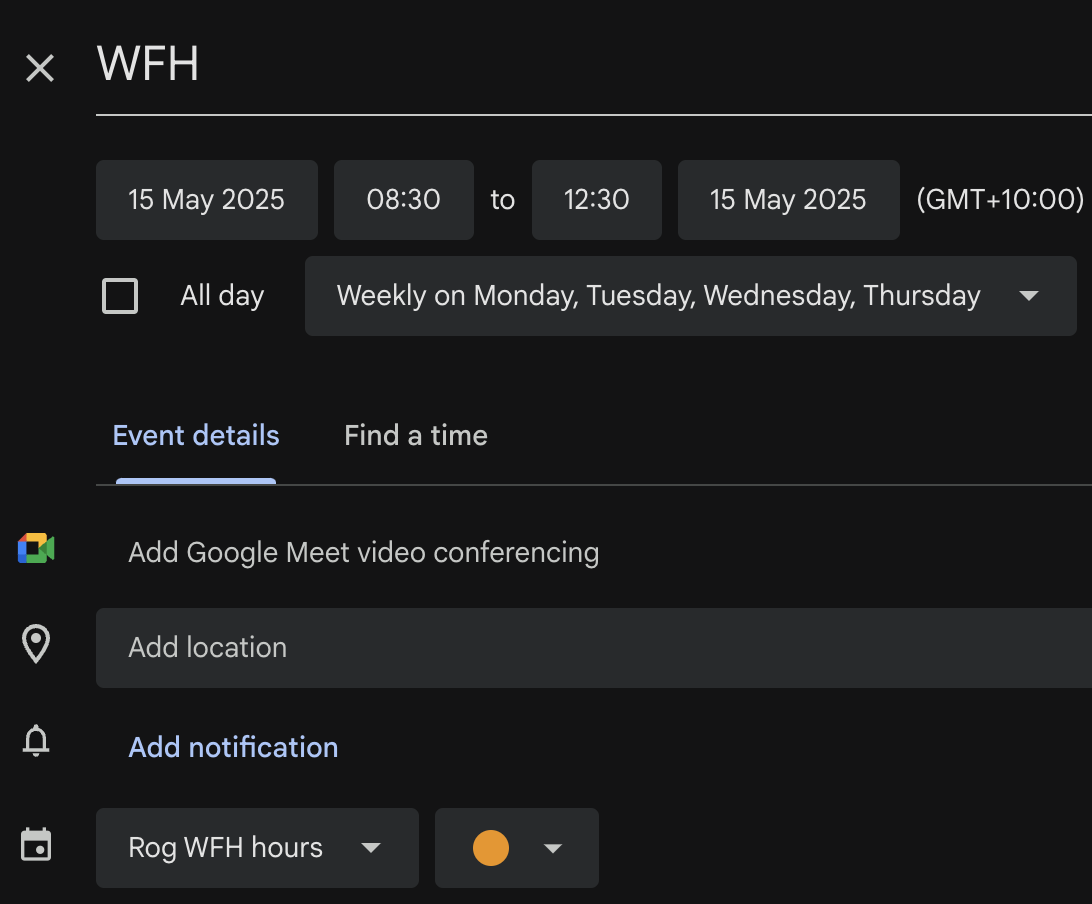 WFH
15 May 2025 08:30 to 12:30 15 May 2025 (GMT+10:00)
All day Weekly on Monday, Tuesday, Wednesday, Thursday
Event details Find a time
Add Google Meet video conferencing
Add location
Add notification
Rog WFH hours